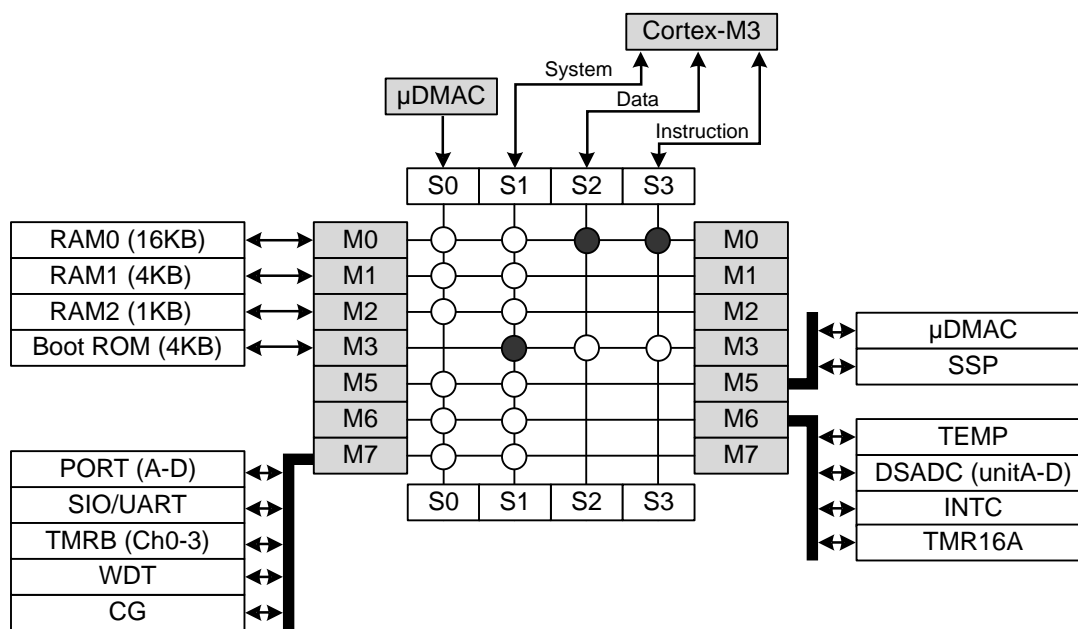 Cortex-M3
System
µDMAC
Data
Instruction
S0 S1 S2 S3
RAM0 (16KB) M0 M0
RAM1 (4KB) M1 M1
RAM2 (1KB) M2 M2
Boot ROM (4KB) M3 M3 µDMAC
M5 M5 SSP
M6 M6 TEMP
PORT (A-D) M7 M7 DSADC (unitA-D)
SIO/UART S0 S1 S2 S3 INTC
TMRB (Ch0-3) TMR16A
WDT
CG